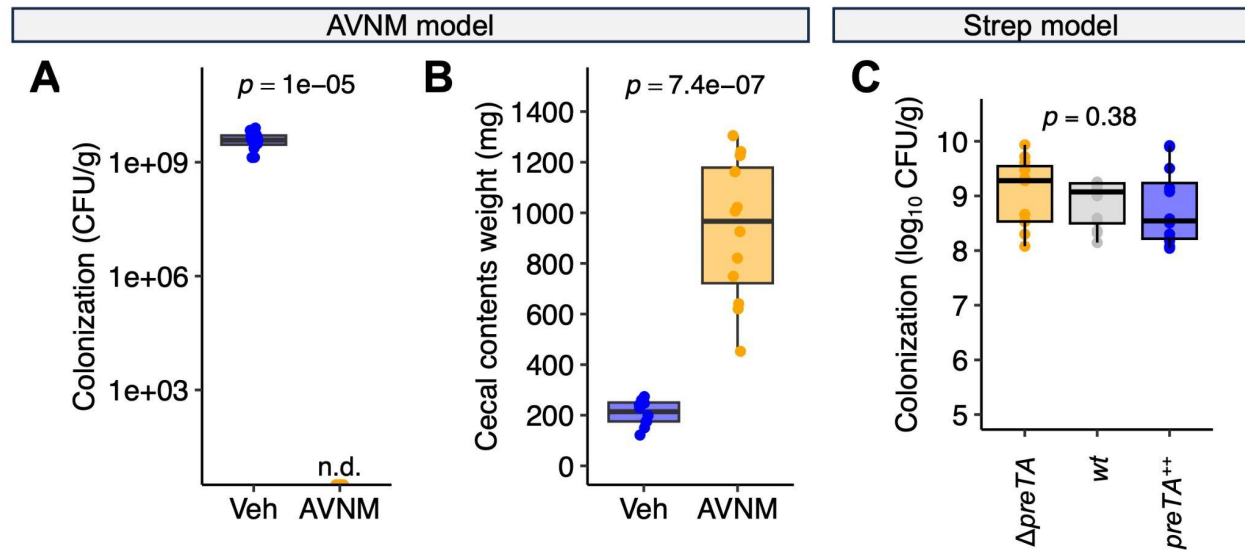 AVNM model
Strep model
A
p = 1e−05
Colonization (CFU/g)
1e+09
1e+06
1e+03
n.d.
Veh AVNM
B
p = 7.4e−07
Cecal contents weight (mg)
1400
1200
1000
800
600
400
200
0
Veh AVNM
C
p = 0.38
Colonization (log₁₀ CFU/g)
10
9
8
7
6
5
ΔpreTA
wt
preTA⁺⁺